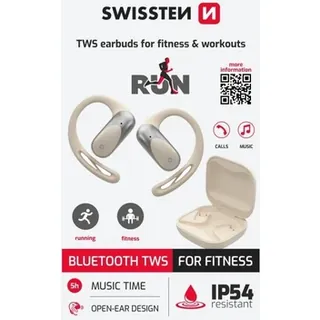 SWISSTEN N
TWS earbuds for fitness & workouts
RUN
more
information
CALLS
MUSIC
running
fitness
BLUETOOTH TWS
FOR FITNESS
5h
MUSIC TIME
OPEN-EAR DESIGN
IP54
resistant